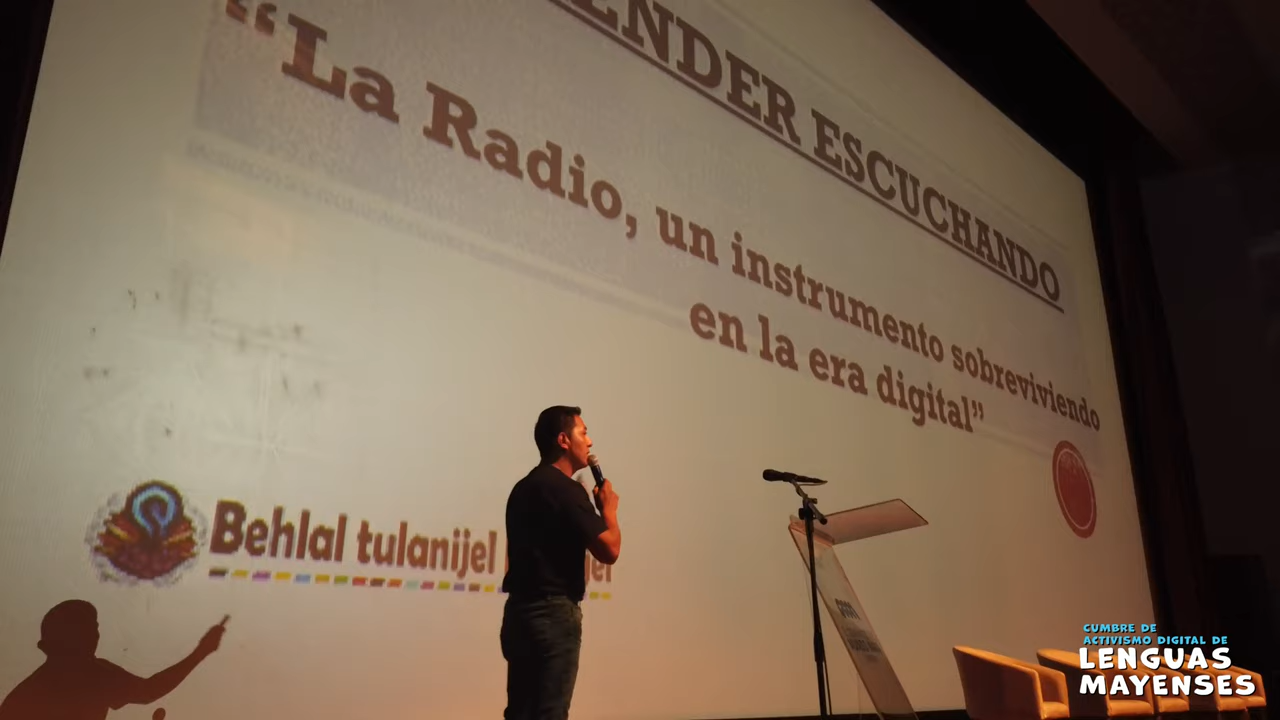 ENDER ESCUCHANDO
“La Radio, un instrumento sobreviviendo
en la era digital”
Behlal tulanijel
CUMBRE DE
ACTIVISMO DIGITAL DE
LENGUAS
MAYENSES